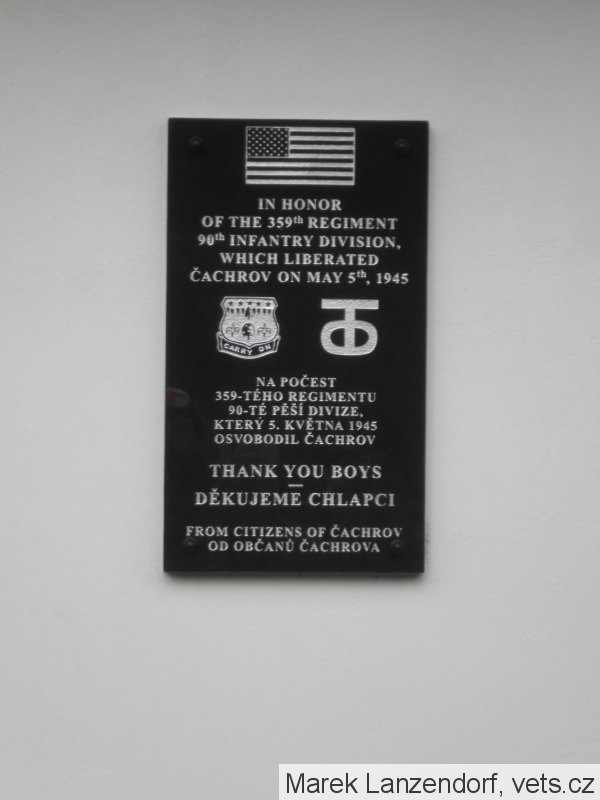 IN HONOR
OF THE 359th REGIMENT
90th INFANTRY DIVISION,
WHICH LIBERATED
ČACHROV ON MAY 5th, 1945
CARRY ON
TO
NA POČEST
359-TÉHO REGIMENTU
90-TÉ PĚŠÍ DIVIZE,
KTERÝ 5. KVĚTNA 1945
OSVOBODIL ČACHROV
THANK YOU BOYS
—
DĚKUJEME CHLAPCI
FROM CITIZENS OF ČACHROV
OD OBČANŮ ČACHROVA
Marek Lanzendorf, vets.cz